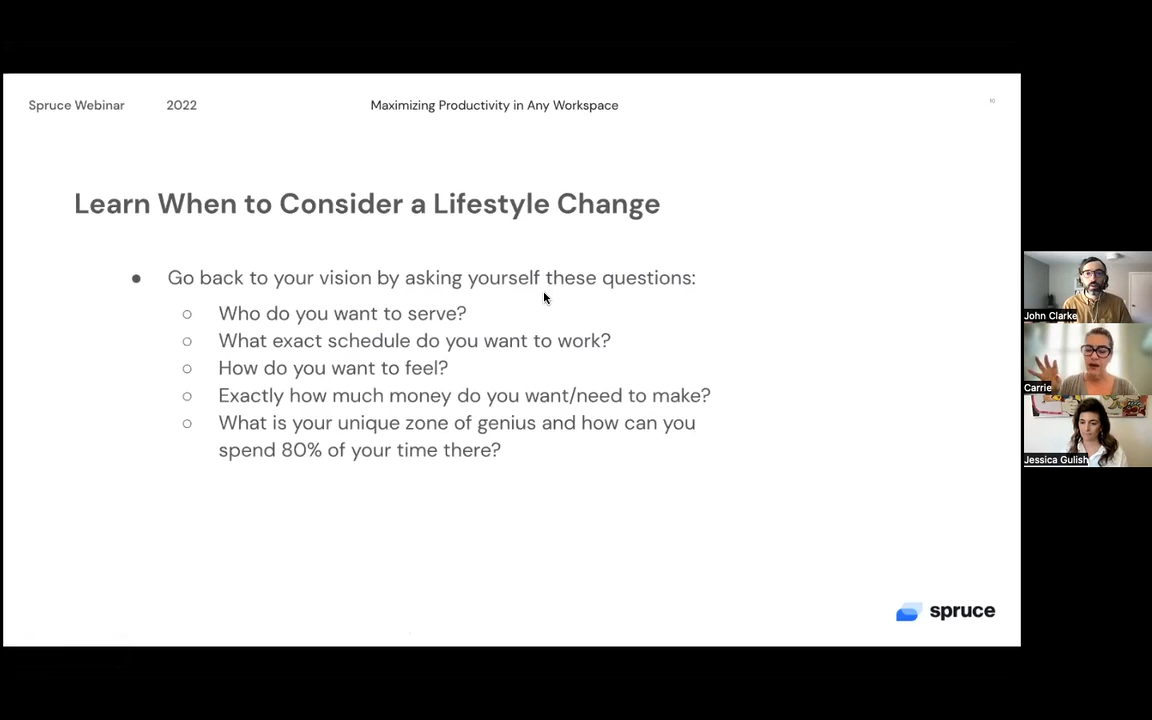 Spruce Webinar 2022 Maximizing Productivity in Any Workspace
Learn When to Consider a Lifestyle Change
● Go back to your vision by asking yourself these questions:
○ Who do you want to serve?
○ What exact schedule do you want to work?
○ How do you want to feel?
○ Exactly how much money do you want/need to make?
○ What is your unique zone of genius and how can you
spend 80% of your time there?
spruce
John Clarke
Carrie
Jessica Gulish